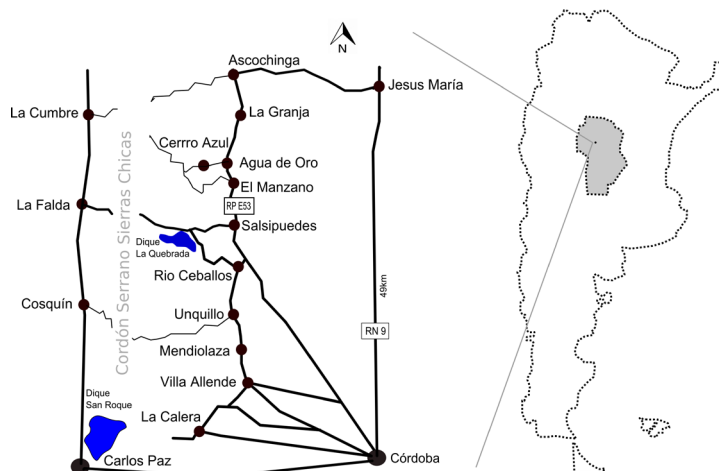 N
Ascochinga
Jesus María
La Cumbre
La Granja
Cerrro Azul
Agua de Oro
El Manzano
Cordón Serrano Sierras Chicas
RP E53
La Falda
Salsipuedes
Dique
La Quebrada
Rio Ceballos
49km
Cosquín
Unquillo
RN 9
Mendiolaza
Villa Allende
Dique
San Roque
La Calera
Carlos Paz
Córdoba